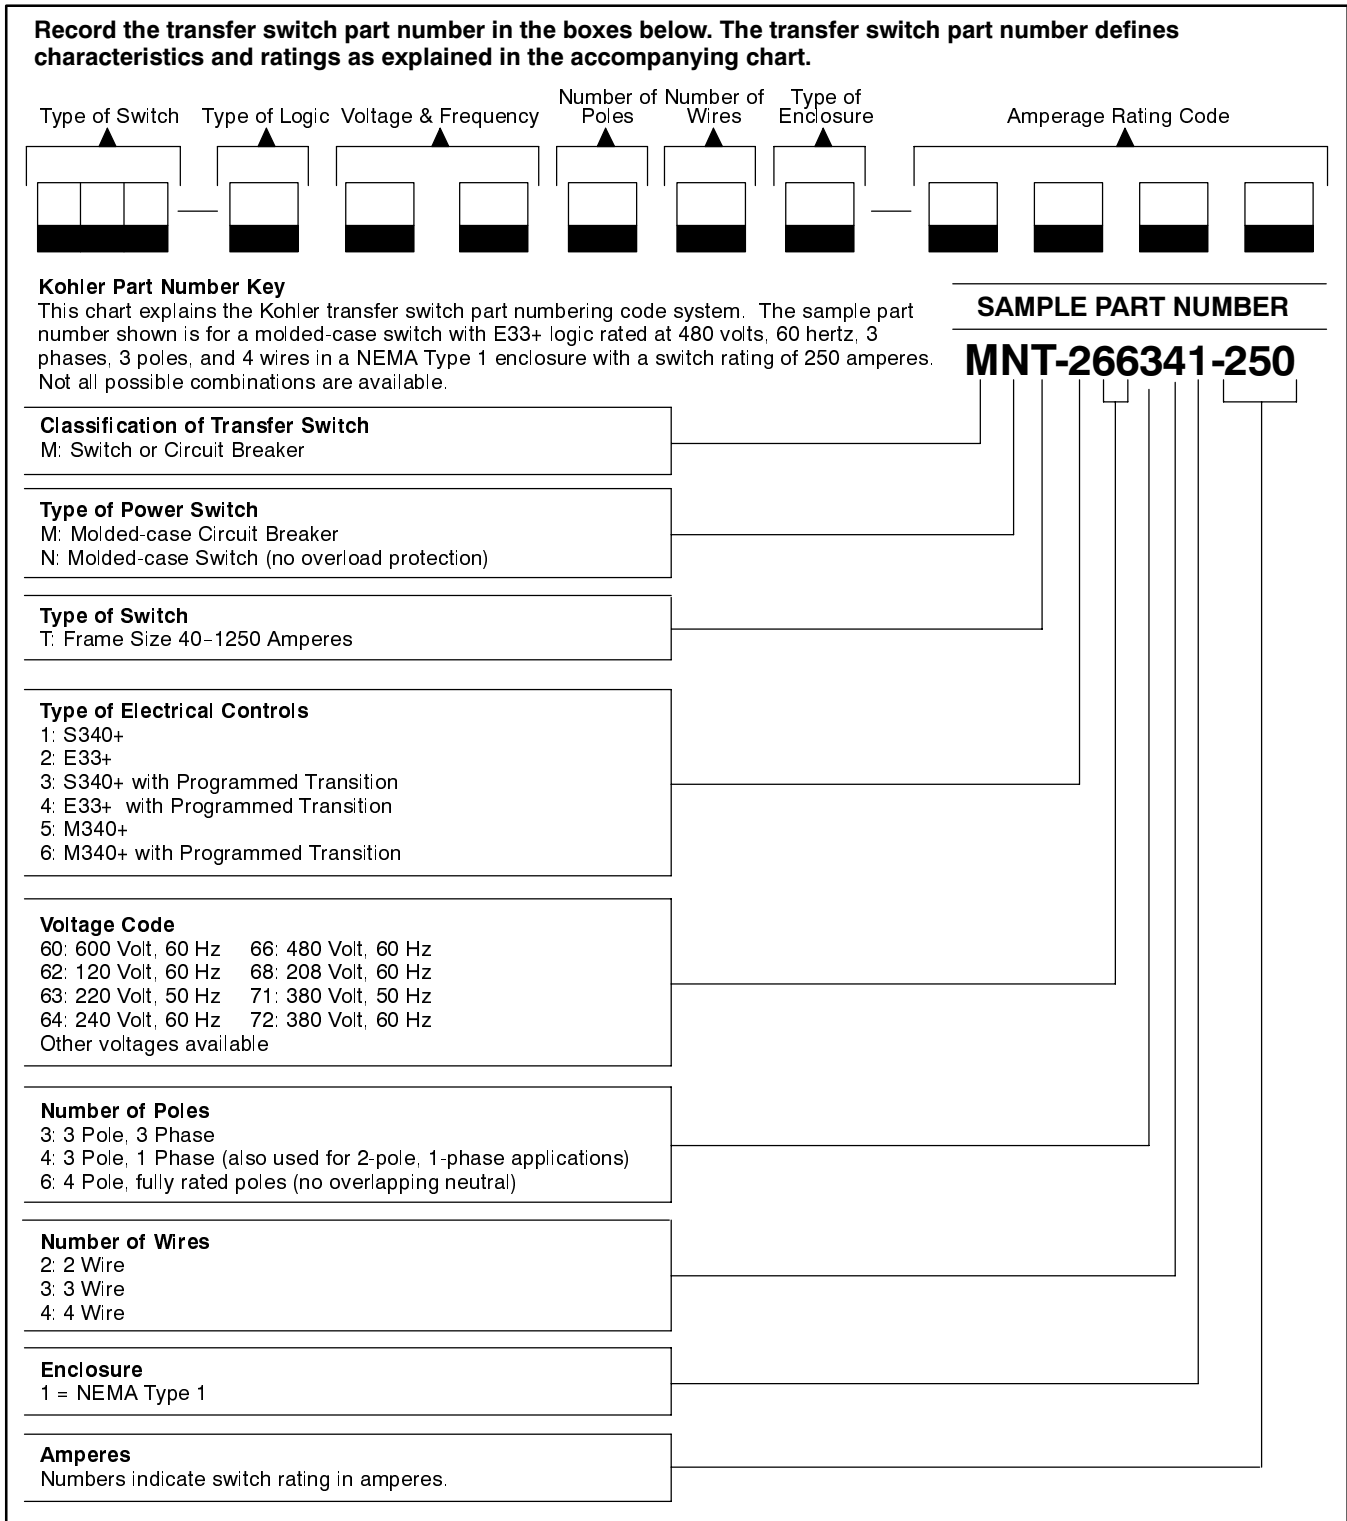 Record the transfer switch part number in the boxes below. The transfer switch part number defines
characteristics and ratings as explained in the accompanying chart.
Type of Switch
Type of Logic
Voltage & Frequency
Number of
Poles
Number of
Wires
Type of
Enclosure
Amperage Rating Code
Kohler Part Number Key
This chart explains the Kohler transfer switch part numbering code system. The sample part
number shown is for a molded-case switch with E33+ logic rated at 480 volts, 60 hertz, 3
phases, 3 poles, and 4 wires in a NEMA Type 1 enclosure with a switch rating of 250 amperes.
Not all possible combinations are available.
SAMPLE PART NUMBER
MNT-266341-250
Classification of Transfer Switch
M: Switch or Circuit Breaker
Type of Power Switch
M: Molded-case Circuit Breaker
N: Molded-case Switch (no overload protection)
Type of Switch
T: Frame Size 40–1250 Amperes
Type of Electrical Controls
1: S340+
2: E33+
3: S340+ with Programmed Transition
4: E33+ with Programmed Transition
5: M340+
6: M340+ with Programmed Transition
Voltage Code
60: 600 Volt, 60 Hz 66: 480 Volt, 60 Hz
62: 120 Volt, 60 Hz 68: 208 Volt, 60 Hz
63: 220 Volt, 50 Hz 71: 380 Volt, 50 Hz
64: 240 Volt, 60 Hz 72: 380 Volt, 60 Hz
Other voltages available
Number of Poles
3: 3 Pole, 3 Phase
4: 3 Pole, 1 Phase (also used for 2-pole, 1-phase applications)
6: 4 Pole, fully rated poles (no overlapping neutral)
Number of Wires
2: 2 Wire
3: 3 Wire
4: 4 Wire
Enclosure
1 = NEMA Type 1
Amperes
Numbers indicate switch rating in amperes.